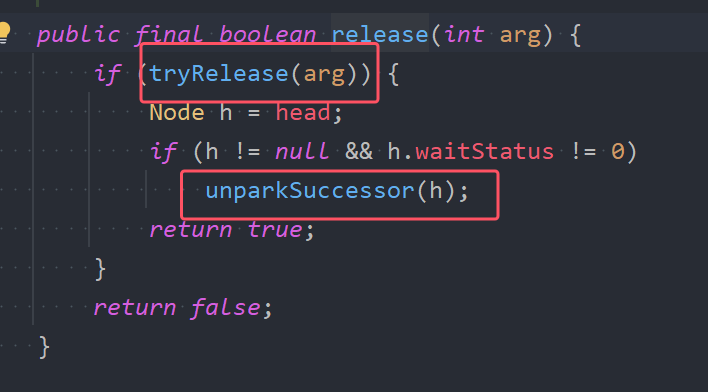 public final boolean release(int arg) {
if (tryRelease(arg)) {
Node h = head;
if (h != null && h.waitStatus != 0)
unparkSuccessor(h);
return true;
}
return false;
}